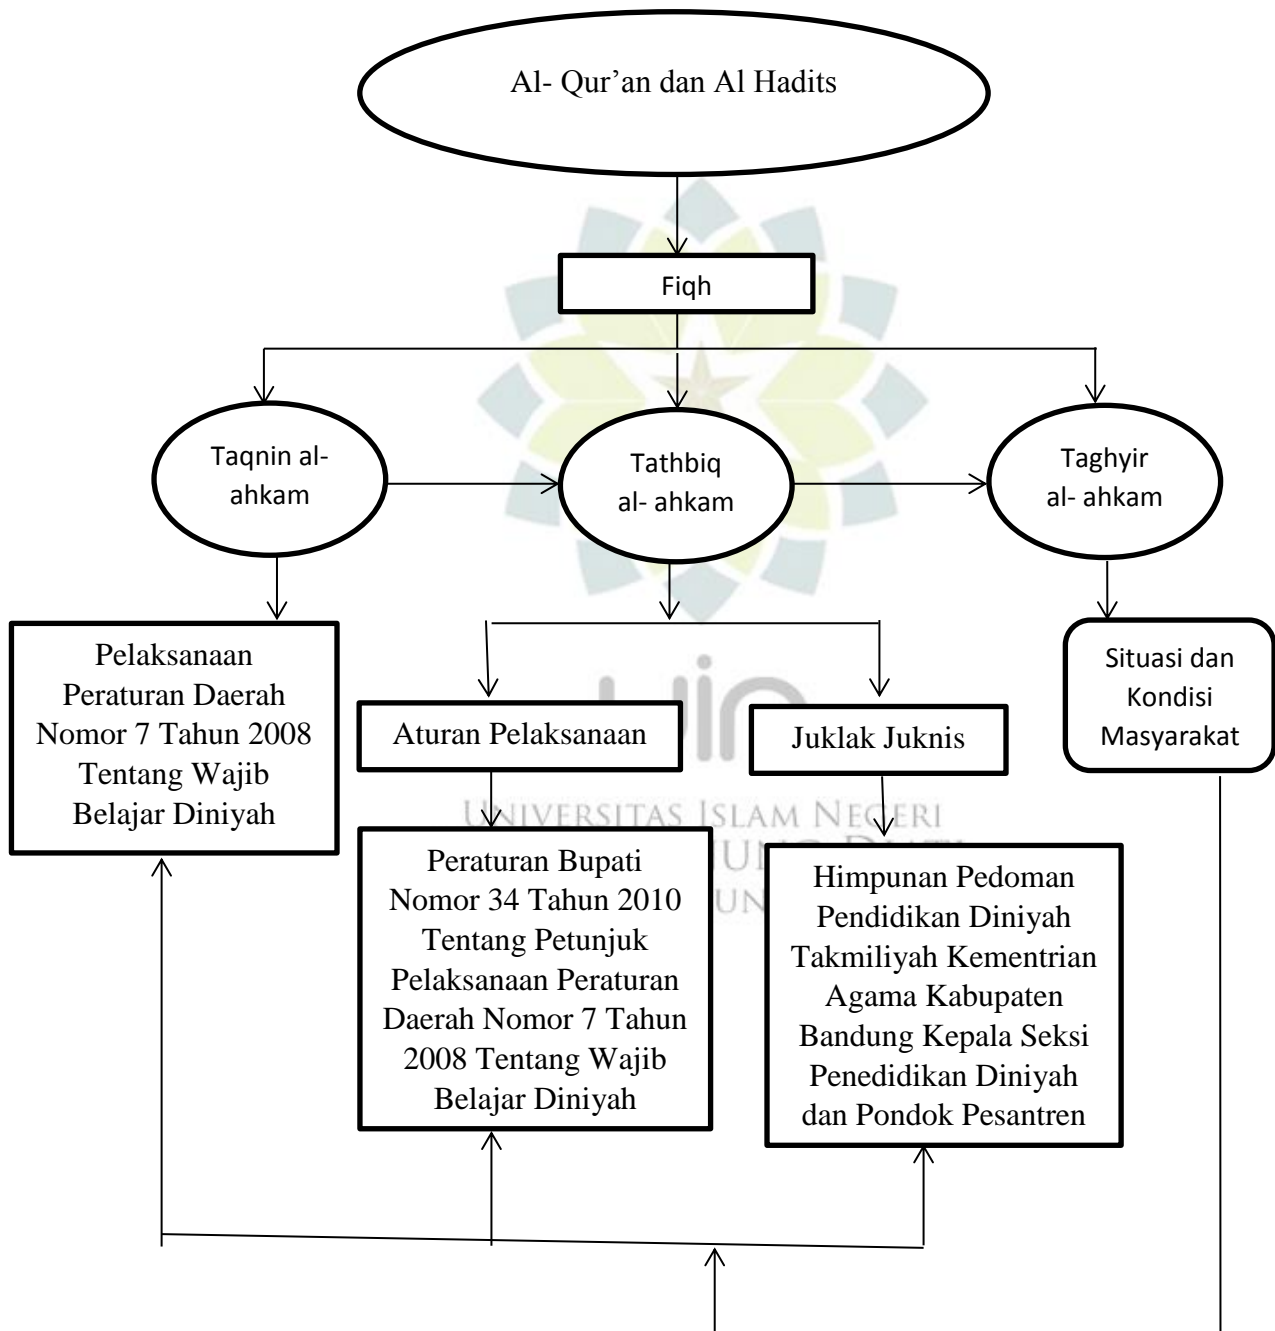 Al- Qur’an dan Al Hadits
Fiqh
Taqnin al-
ahkam
Tathbiq
al- ahkam
Taghyir
al- ahkam
Pelaksanaan
Peraturan Daerah
Nomor 7 Tahun 2008
Tentang Wajib
Belajar Diniyah
Aturan Pelaksanaan
Juklak Juknis
Situasi dan
Kondisi
Masyarakat
uin
UNIVERSITAS ISLAM NEGERI
Peraturan Bupati
Nomor 34 Tahun 2010
Tentang Petunjuk
Pelaksanaan Peraturan
Daerah Nomor 7 Tahun
2008 Tentang Wajib
Belajar Diniyah
Himpunan Pedoman
Pendidikan Diniyah
Takmiliyah Kementrian
Agama Kabupaten
Bandung Kepala Seksi
Penedidikan Diniyah
dan Pondok Pesantren